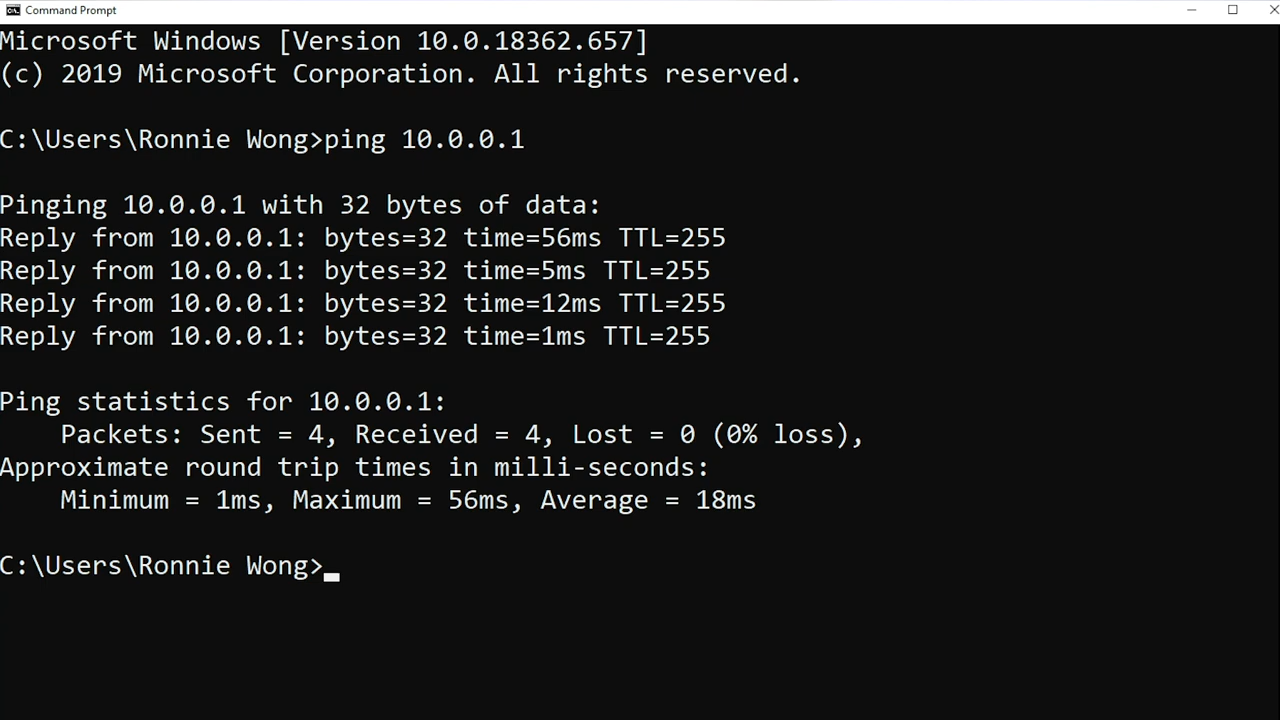 Command Prompt
Microsoft Windows [Version 10.0.18362.657]
(c) 2019 Microsoft Corporation. All rights reserved.
C:\Users\Ronnie Wong>ping 10.0.0.1
Pinging 10.0.0.1 with 32 bytes of data:
Reply from 10.0.0.1: bytes=32 time=56ms TTL=255
Reply from 10.0.0.1: bytes=32 time=5ms TTL=255
Reply from 10.0.0.1: bytes=32 time=12ms TTL=255
Reply from 10.0.0.1: bytes=32 time=1ms TTL=255
Ping statistics for 10.0.0.1:
    Packets: Sent = 4, Received = 4, Lost = 0 (0% loss),
Approximate round trip times in milli-seconds:
    Minimum = 1ms, Maximum = 56ms, Average = 18ms
C:\Users\Ronnie Wong>